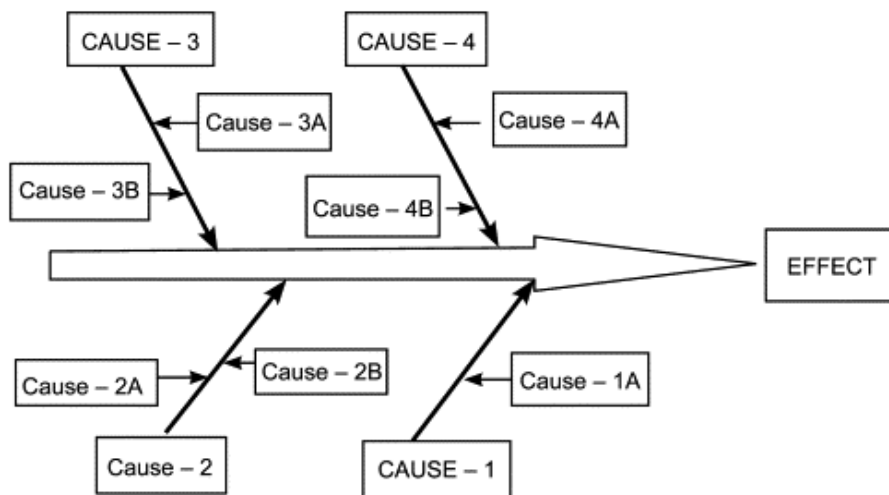 CAUSE – 3
CAUSE – 4
Cause – 3A
Cause – 4A
Cause – 3B
Cause – 4B
EFFECT
Cause – 2A
Cause – 2B
Cause – 1A
Cause – 2
CAUSE – 1